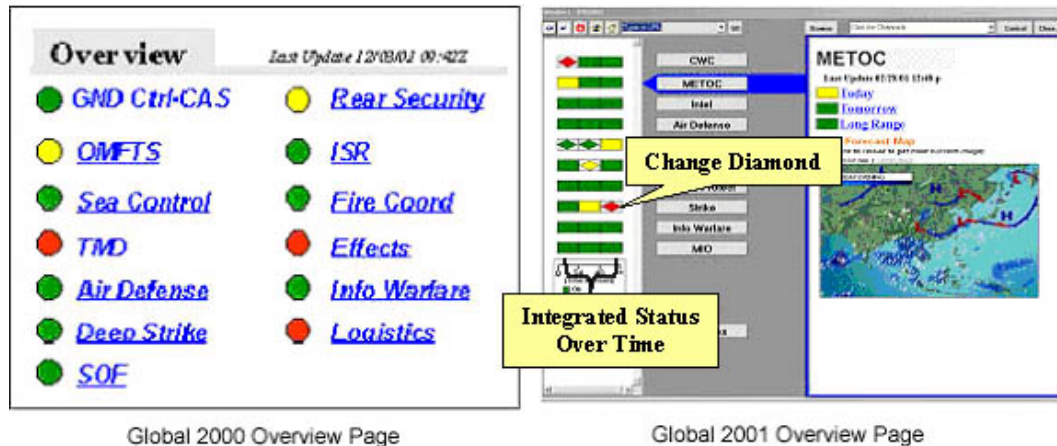 Overview
Last Update 12/03/01 09:42Z
GND Ctrl-CAS
Rear Security
OMFTS
ISR
Sea Control
Fire Coord
TMD
Effects
Air Defense
Info Warfare
Deep Strike
Logistics
SOF
Global 2000 Overview Page
CWC
METOC
Intel
Air Defense
Strike
Info Warfare
MIO
METOC
Today
Tomorrow
Long Range
Forecast Map
H
L
H
Change Diamond
Integrated Status
Over Time
Global 2001 Overview Page